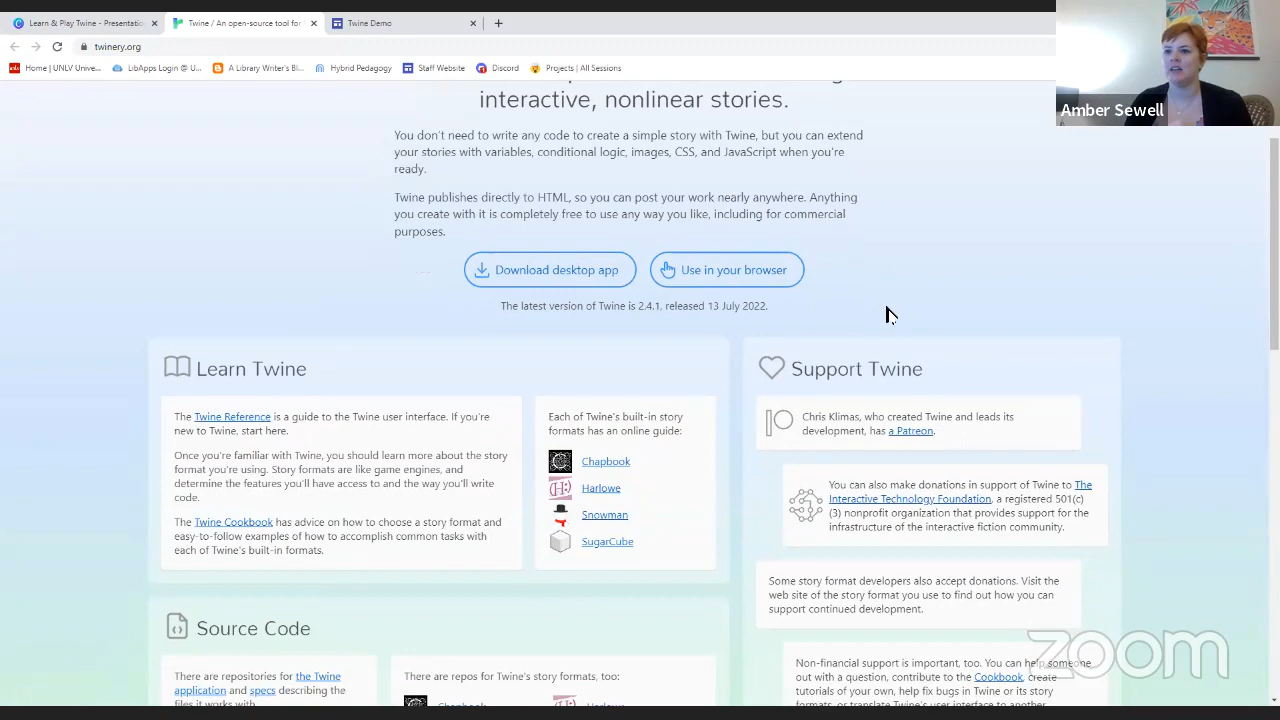 Learn & Play Twine - Presentatio
Twine / An open-source tool for
Twine Demo
twinery.org
Home | UNLV Unive...
LibApps Login @ U...
A Library Writer's Bl...
Hybrid Pedagogy
Staff Website
Discord
Projects | All Sessions
Amber Sewell
interactive, nonlinear stories.
You don't need to write any code to create a simple story with Twine, but you can extend
your stories with variables, conditional logic, images, CSS, and JavaScript when you're
ready.
Twine publishes directly to HTML, so you can post your work nearly anywhere. Anything
you create with it is completely free to use any way you like, including for commercial
purposes.
Download desktop app
Use in your browser
The latest version of Twine is 2.4.1, released 13 July 2022.
Learn Twine
The Twine Reference is a guide to the Twine user interface. If you're
new to Twine, start here.
Once you're familiar with Twine, you should learn more about the story
format you're using. Story formats are like game engines, and
determine the features you'll have access to and the way you'll write
code.
The Twine Cookbook has advice on how to choose a story format and
easy-to-follow examples of how to accomplish common tasks with
each of Twine's built-in formats.
Each of Twine's built-in story
formats has an online guide:
Chapbook
Harlowe
Snowman
SugarCube
Support Twine
Chris Klimas, who created Twine and leads its
development, has a Patreon.
You can also make donations in support of Twine to The
Interactive Technology Foundation, a registered 501(c)
(3) nonprofit organization that provides support for the
infrastructure of the interactive fiction community.
Some story format developers also accept donations. Visit the
web site of the story format you use to find out how you can
support continued development.
Non-financial support is important, too. You can help someone
out with a question, contribute to the Cookbook, create
tutorials of your own, help fix bugs in Twine or its story
formats, or translate Twine's user interface to another
Source Code
There are repositories for the Twine
application and specs describing the
files it works with.
There are repos for Twine's story formats, too:
Chapbook
Harlowe
zoom